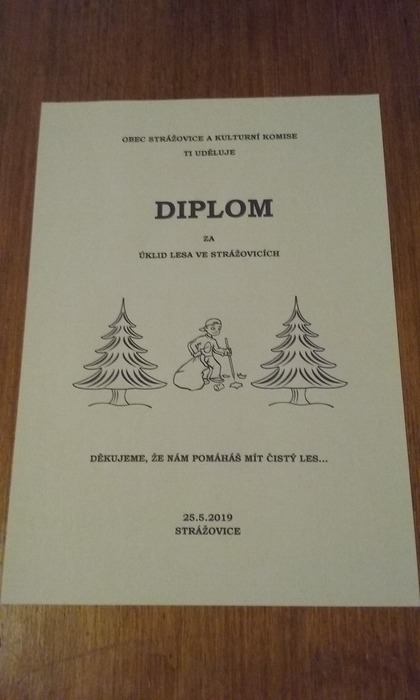 OBEC STRÁŽOVICE A KULTURNÍ KOMISE
TI UDĚLUJE
DIPLOM
ZA
ÚKLID LESA VE STRÁŽOVICÍCH
DĚKUJEME, ŽE NÁM POMÁHÁŠ MÍT ČISTÝ LES...
25.5.2019
STRÁŽOVICE